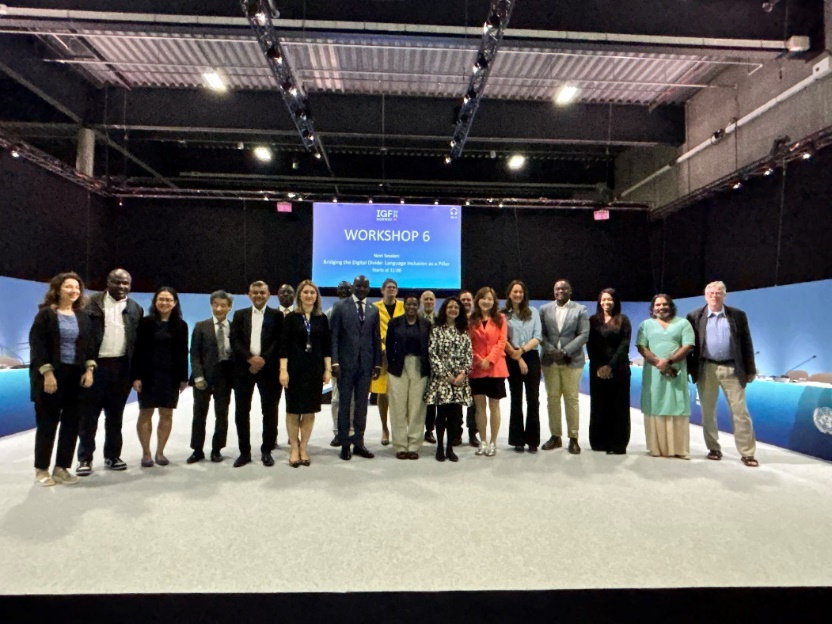 IGF
WORKSHOP 6
Next Session:
Bridging the Digital Divide: Language Inclusion as a Pillar
Starts at 11:00